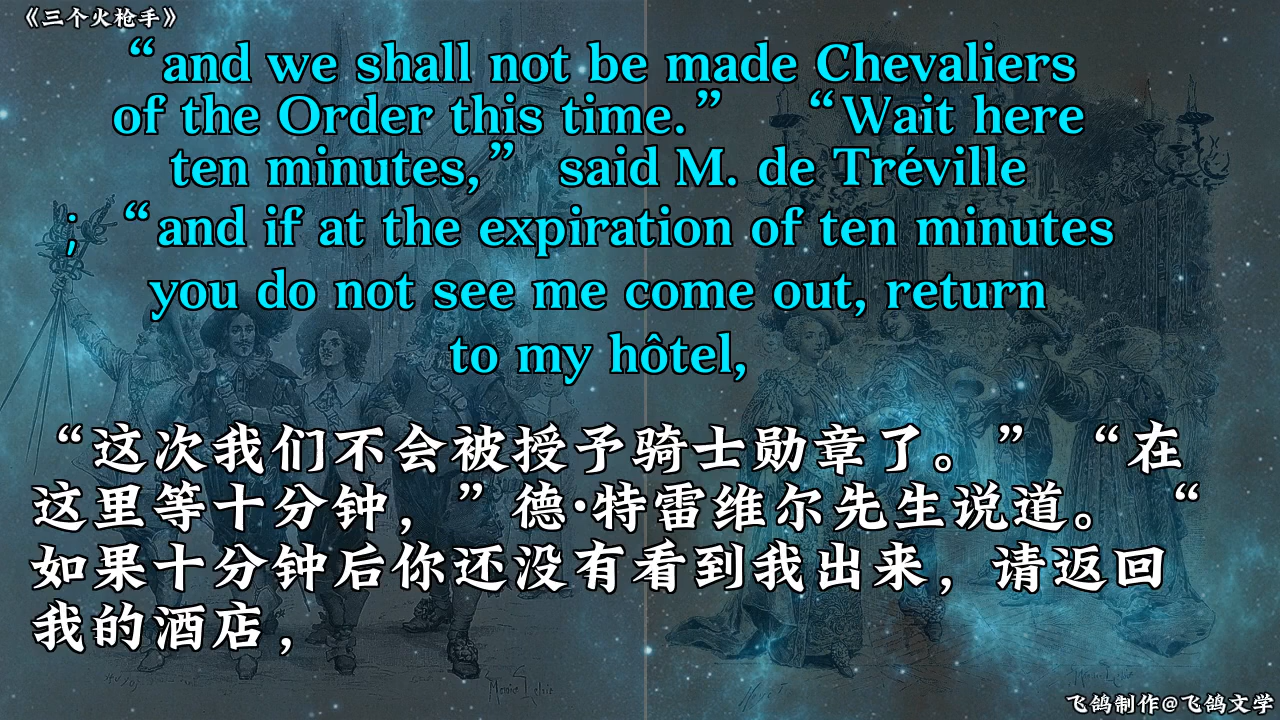 《三个火枪手》
“and we shall not be made Chevaliers
of the Order this time.” “Wait here
ten minutes,” said M. de Tréville
; “and if at the expiration of ten minutes
you do not see me come out, return
to my hôtel,
“这次我们不会被授予骑士勋章了。” “在
这里等十分钟，”德·特雷维尔先生说道。 “
如果十分钟后你还没有看到我出来，请返回
我的酒店，
飞鸽制作@飞鸽文学